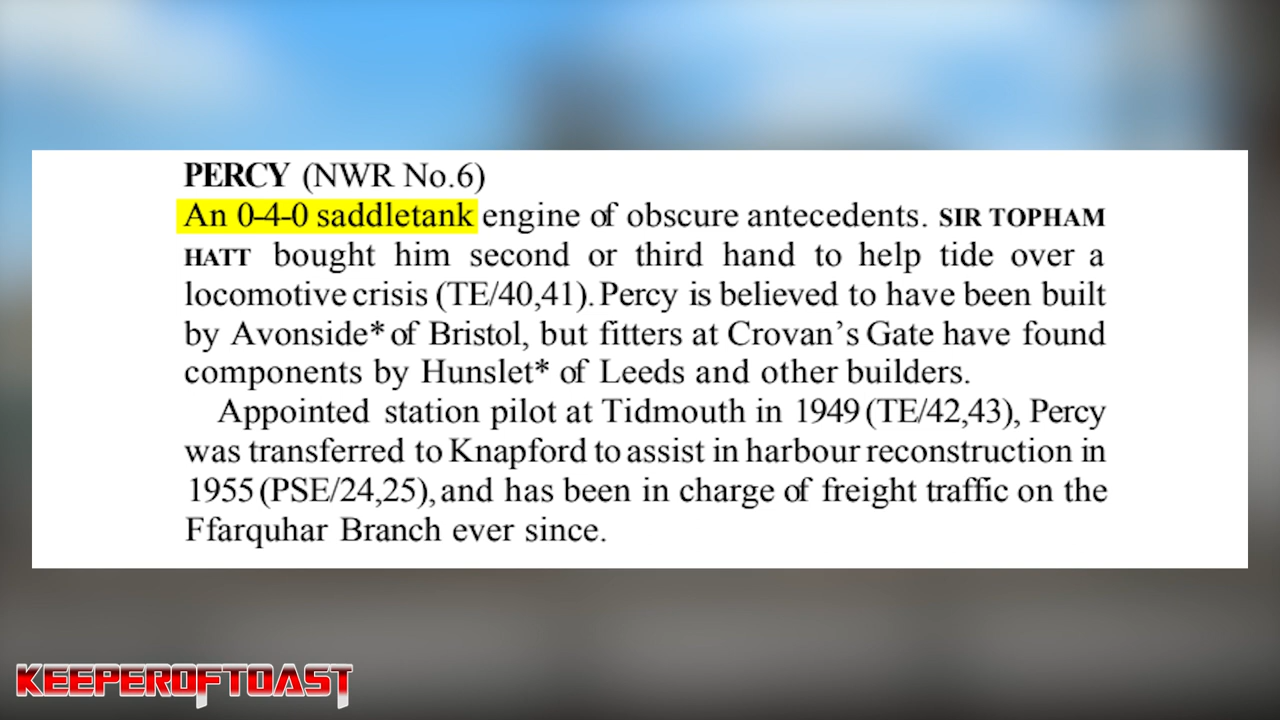 PERCY (NWR No.6)
An 0-4-0 saddletank engine of obscure antecedents. SIR TOPHAM
HATT bought him second or third hand to help tide over a
locomotive crisis (TE/40,41). Percy is believed to have been built
by Avonside* of Bristol, but fitters at Crovan's Gate have found
components by Hunslet* of Leeds and other builders.
Appointed station pilot at Tidmouth in 1949 (TE/42,43), Percy
was transferred to Knapford to assist in harbour reconstruction in
1955 (PSE/24,25), and has been in charge of freight traffic on the
Ffarquhar Branch ever since.
KEEPEROFTOAST